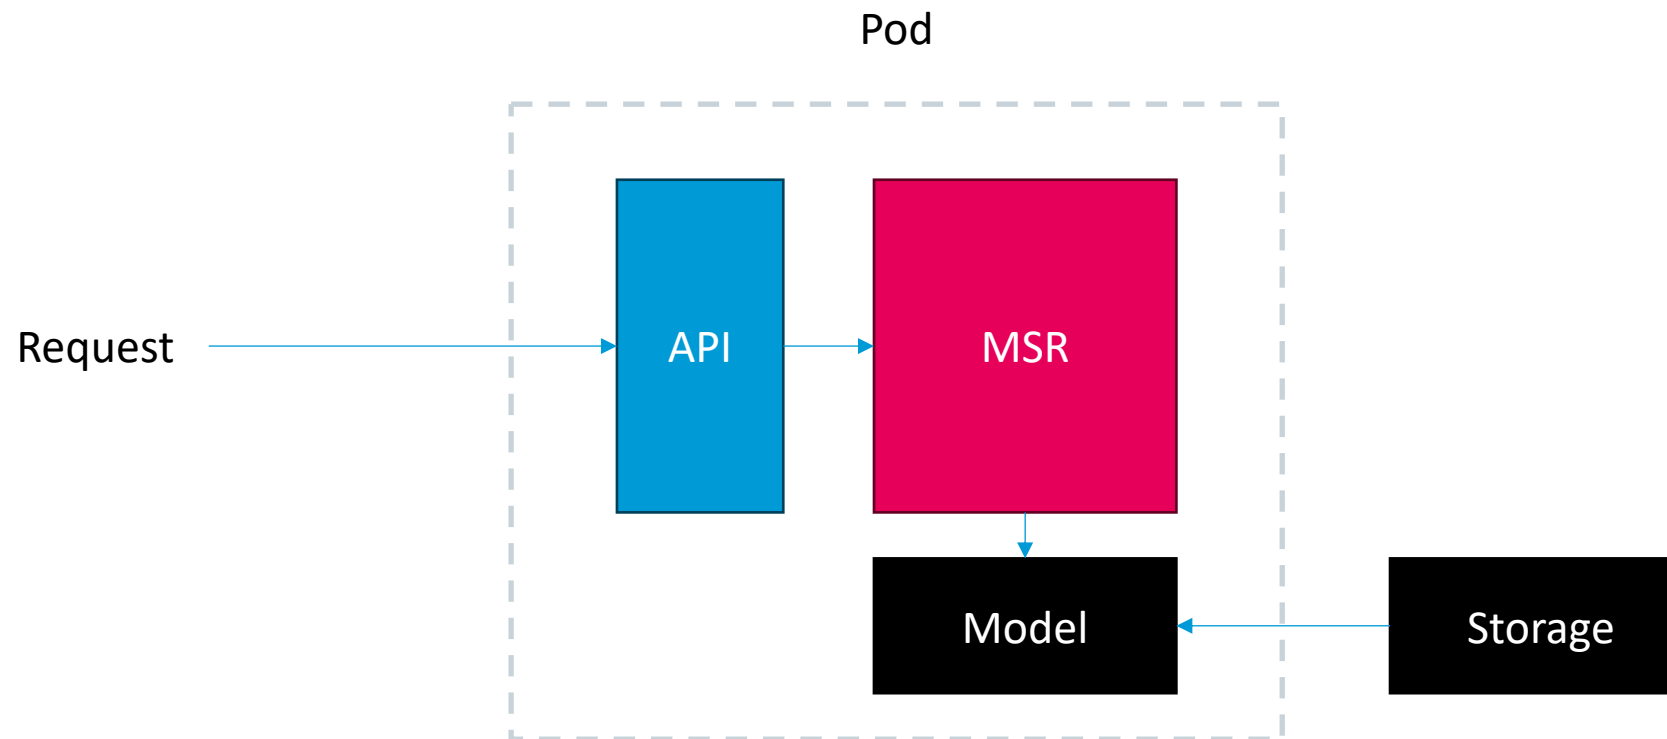 Pod
Request
API
MSR
Model
Storage